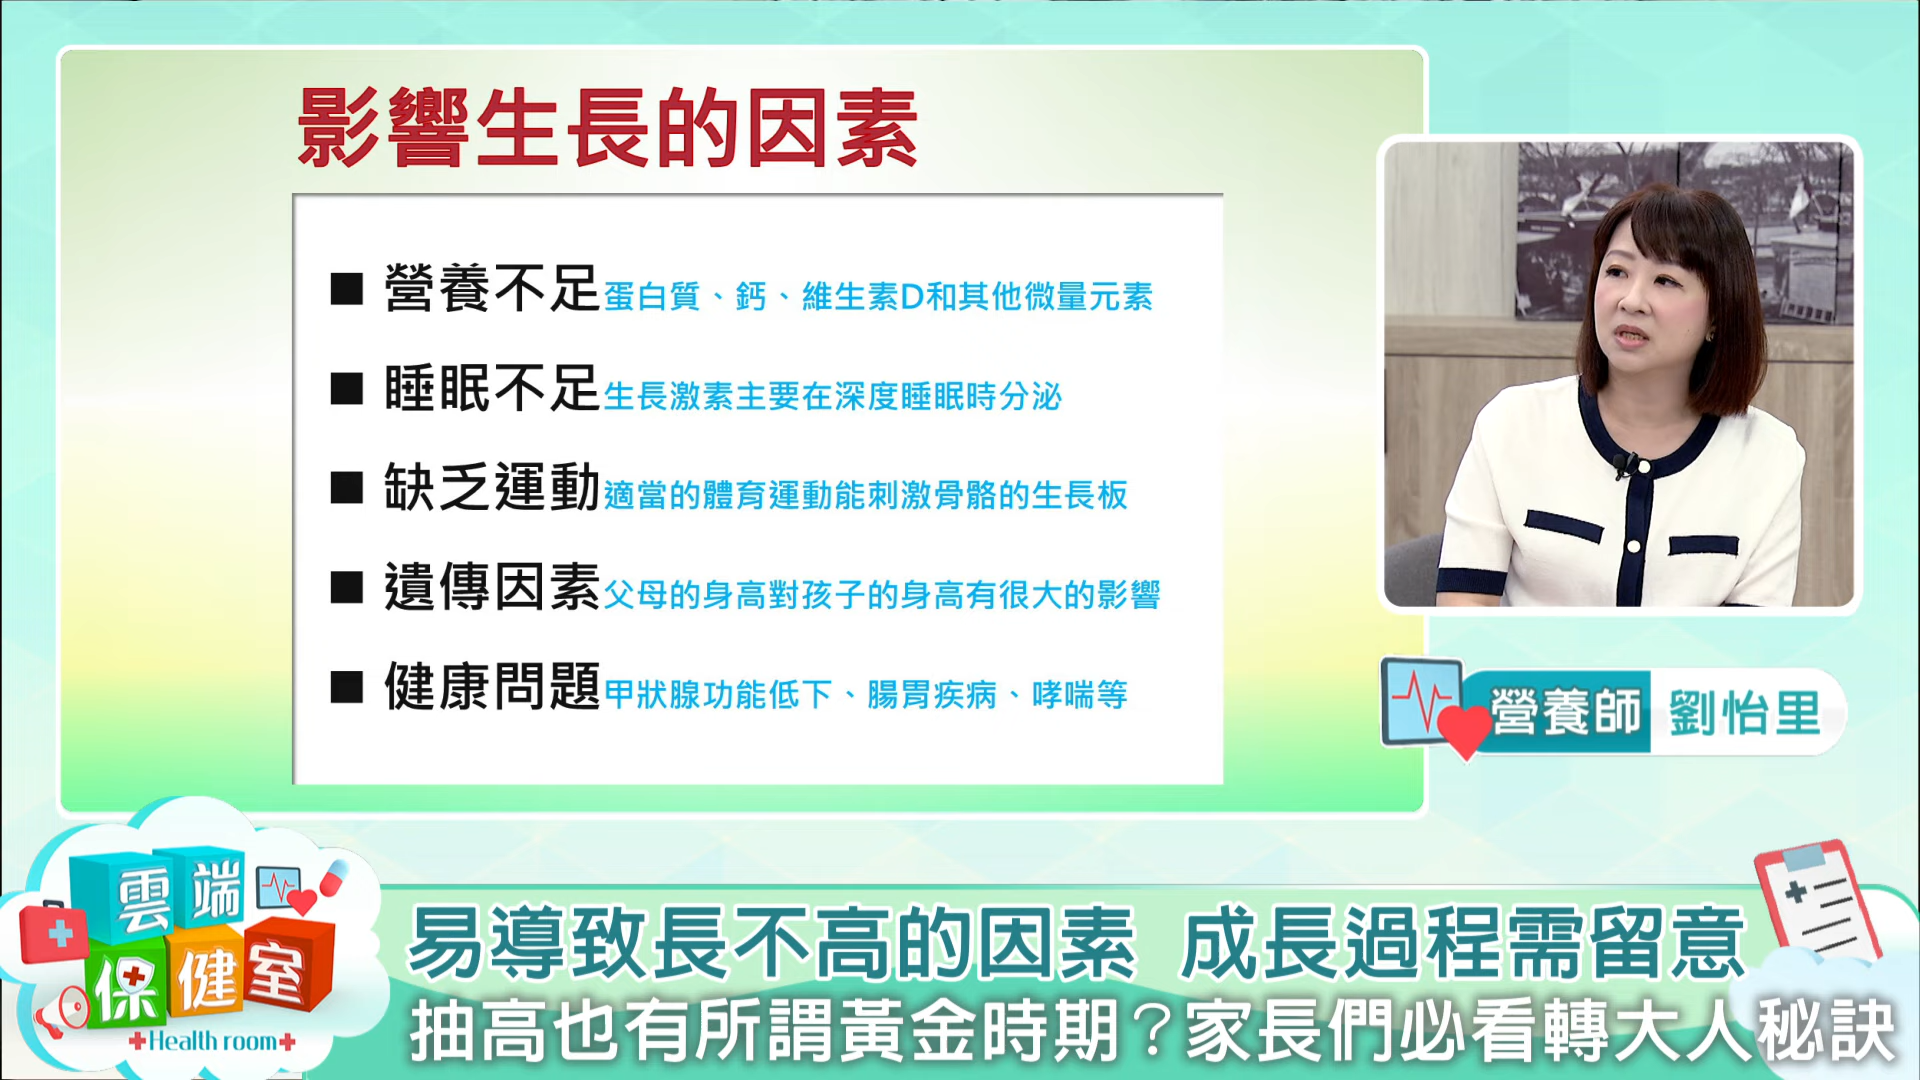 影響生長的因素
■ 營養不足蛋白質、鈣、維生素D和其他微量元素
■ 睡眠不足生長激素主要在深度睡眠時分泌
■ 缺乏運動適當的體育運動能刺激骨骼的生長板
■ 遺傳因素父母的身高對孩子的身高有很大的影響
■ 健康問題甲狀腺功能低下、腸胃疾病、哮喘等
營養師 劉怡里
雲端
保健室
Health room
易導致長不高的因素 成長過程需留意
抽高也有所謂黃金時期？家長們必看轉大人秘訣